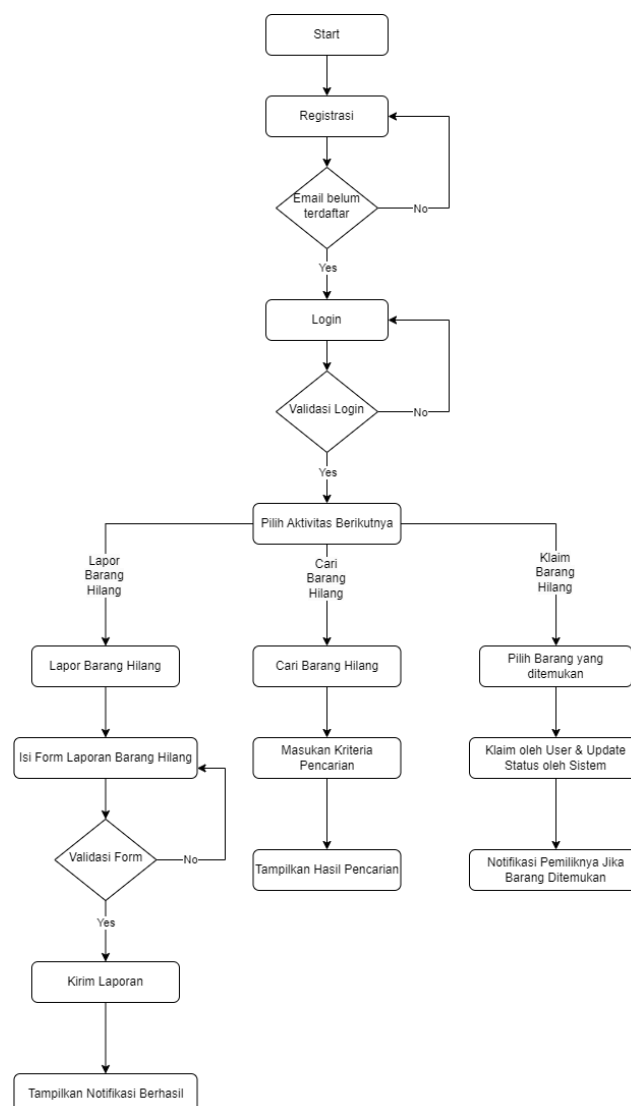 Start
Registrasi
Email belum
terdaftar
No
Yes
Login
Validasi Login
No
Yes
Pilih Aktivitas Berikutnya
Lapor
Barang
Hilang
Cari
Barang
Hilang
Klaim
Barang
Hilang
Lapor Barang Hilang
Cari Barang Hilang
Pilih Barang yang
ditemukan
Isi Form Laporan Barang Hilang
Masukan Kriteria
Pencarian
Klaim oleh User & Update
Status oleh Sistem
Validasi Form
No
Tampilkan Hasil Pencarian
Notifikasi Pemiliknya Jika
Barang Ditemukan
Yes
Kirim Laporan
Tampilkan Notifikasi Berhasil